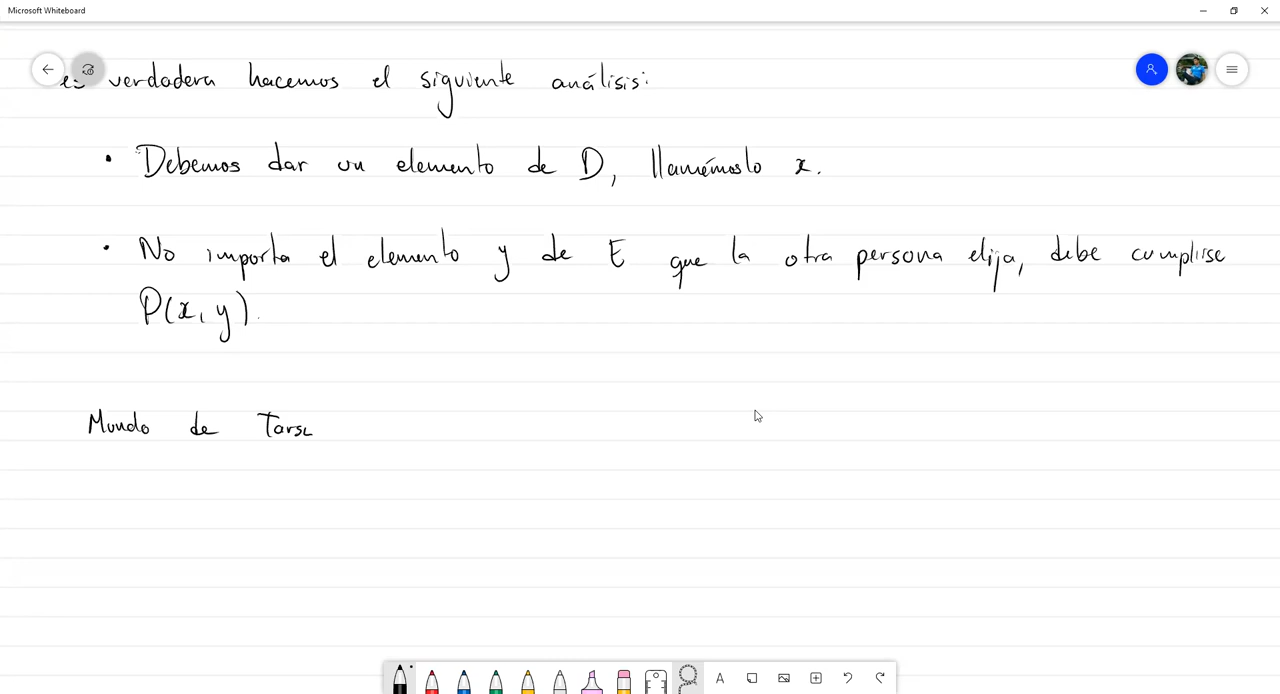 Microsoft Whiteboard
es verdadera hacemos el siguiente análisis:
• Debemos dar un elemento de D, llamémoslo x.
• No importa el elemento y de E que la otra persona elija, debe cumplirse
P(x, y).
Mundo de Tarsk
A